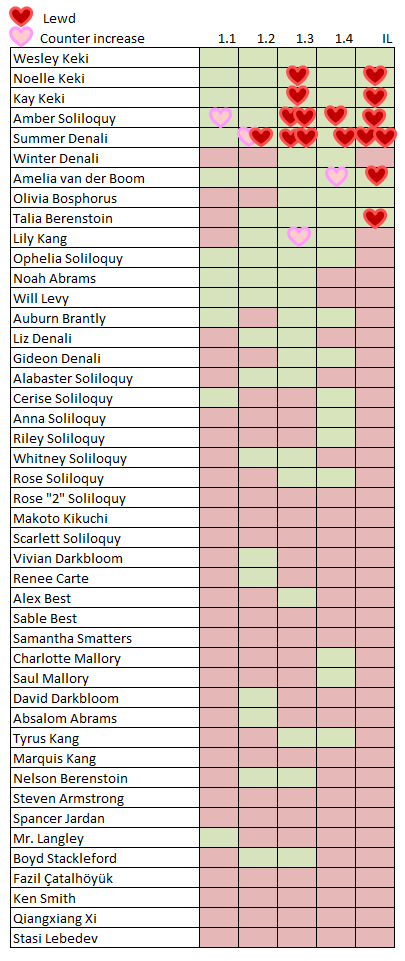 Lewd
Counter increase 1.1 1.2 1.3 1.4 IL
Wesley Keki
Noelle Keki
Kay Keki
Amber Soliloquy
Summer Denali
Winter Denali
Amelia van der Boom
Olivia Bosphorus
Talia Berenstoin
Lily Kang
Ophelia Soliloquy
Noah Abrams
Will Levy
Auburn Brantly
Liz Denali
Gideon Denali
Alabaster Soliloquy
Cerise Soliloquy
Anna Soliloquy
Riley Soliloquy
Whitney Soliloquy
Rose Soliloquy
Rose "2" Soliloquy
Makoto Kikuchi
Scarlett Soliloquy
Vivian Darkbloom
Renee Carte
Alex Best
Sable Best
Samantha Smatters
Charlotte Mallory
Saul Mallory
David Darkbloom
Absalom Abrams
Tyrus Kang
Marquis Kang
Nelson Berenstoin
Steven Armstrong
Spancer Jardan
Mr. Langley
Boyd Stackleford
Fazil Çatalhöyük
Ken Smith
Qiangxiang Xi
Stasi Lebedev